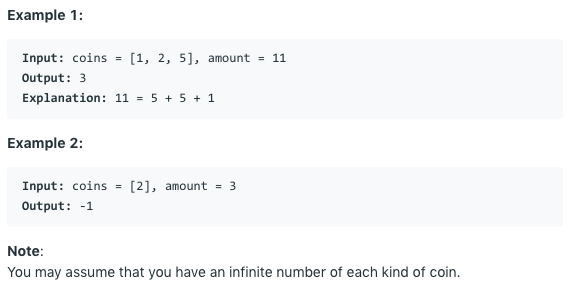 Example 1:
Input: coins = [1, 2, 5], amount = 11
Output: 3
Explanation: 11 = 5 + 5 + 1
Example 2:
Input: coins = [2], amount = 3
Output: -1
Note:
You may assume that you have an infinite number of each kind of coin.